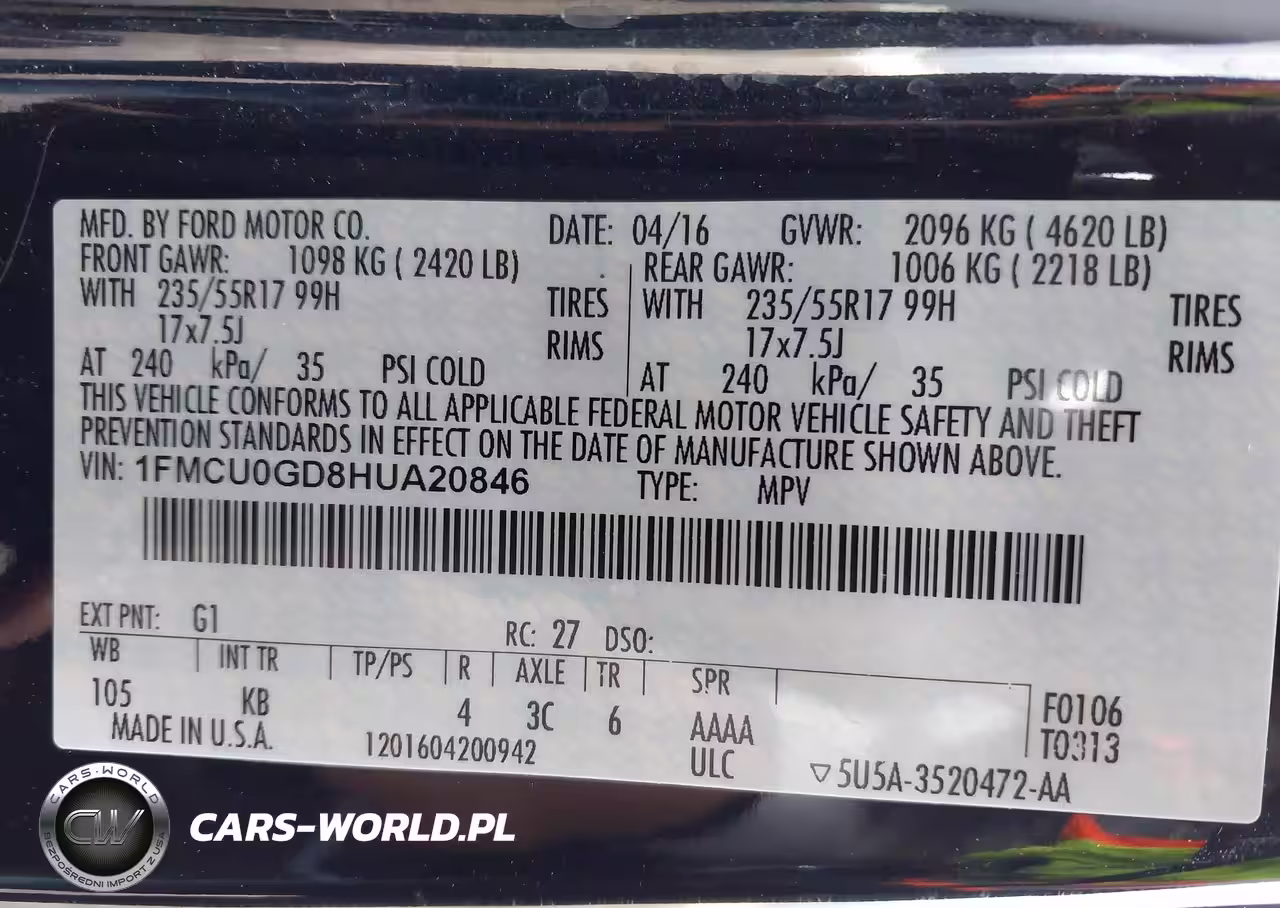 MFD. BY FORD MOTOR CO. DATE: 04/16 GVWR: 2096 KG ( 4620 LB)
FRONT GAWR: 1098 KG ( 2420 LB) REAR GAWR: 1006 KG ( 2218 LB)
WITH 235/55R17 99H TIRES WITH 235/55R17 99H TIRES
17x7.5J RIMS 17x7.5J RIMS
AT 240 kPa/ 35 PSI COLD AT 240 kPa/ 35 PSI COLD
THIS VEHICLE CONFORMS TO ALL APPLICABLE FEDERAL MOTOR VEHICLE SAFETY AND THEFT
PREVENTION STANDARDS IN EFFECT ON THE DATE OF MANUFACTURE SHOWN ABOVE.
VIN: 1FMCU0GD8HUA20846 TYPE: MPV
EXT PNT: G1 RC: 27 DSO:
WB INT TR TP/PS R AXLE TR SPR
105 KB 4 3C 6 AAAA F0106
MADE IN U.S.A. 1201604200942 ULC T0313
▽5U5A-3520472-AA
CARS-WORLD
CW
BEZPOŚREDNI IMPORT Z USA
CARS-WORLD.PL